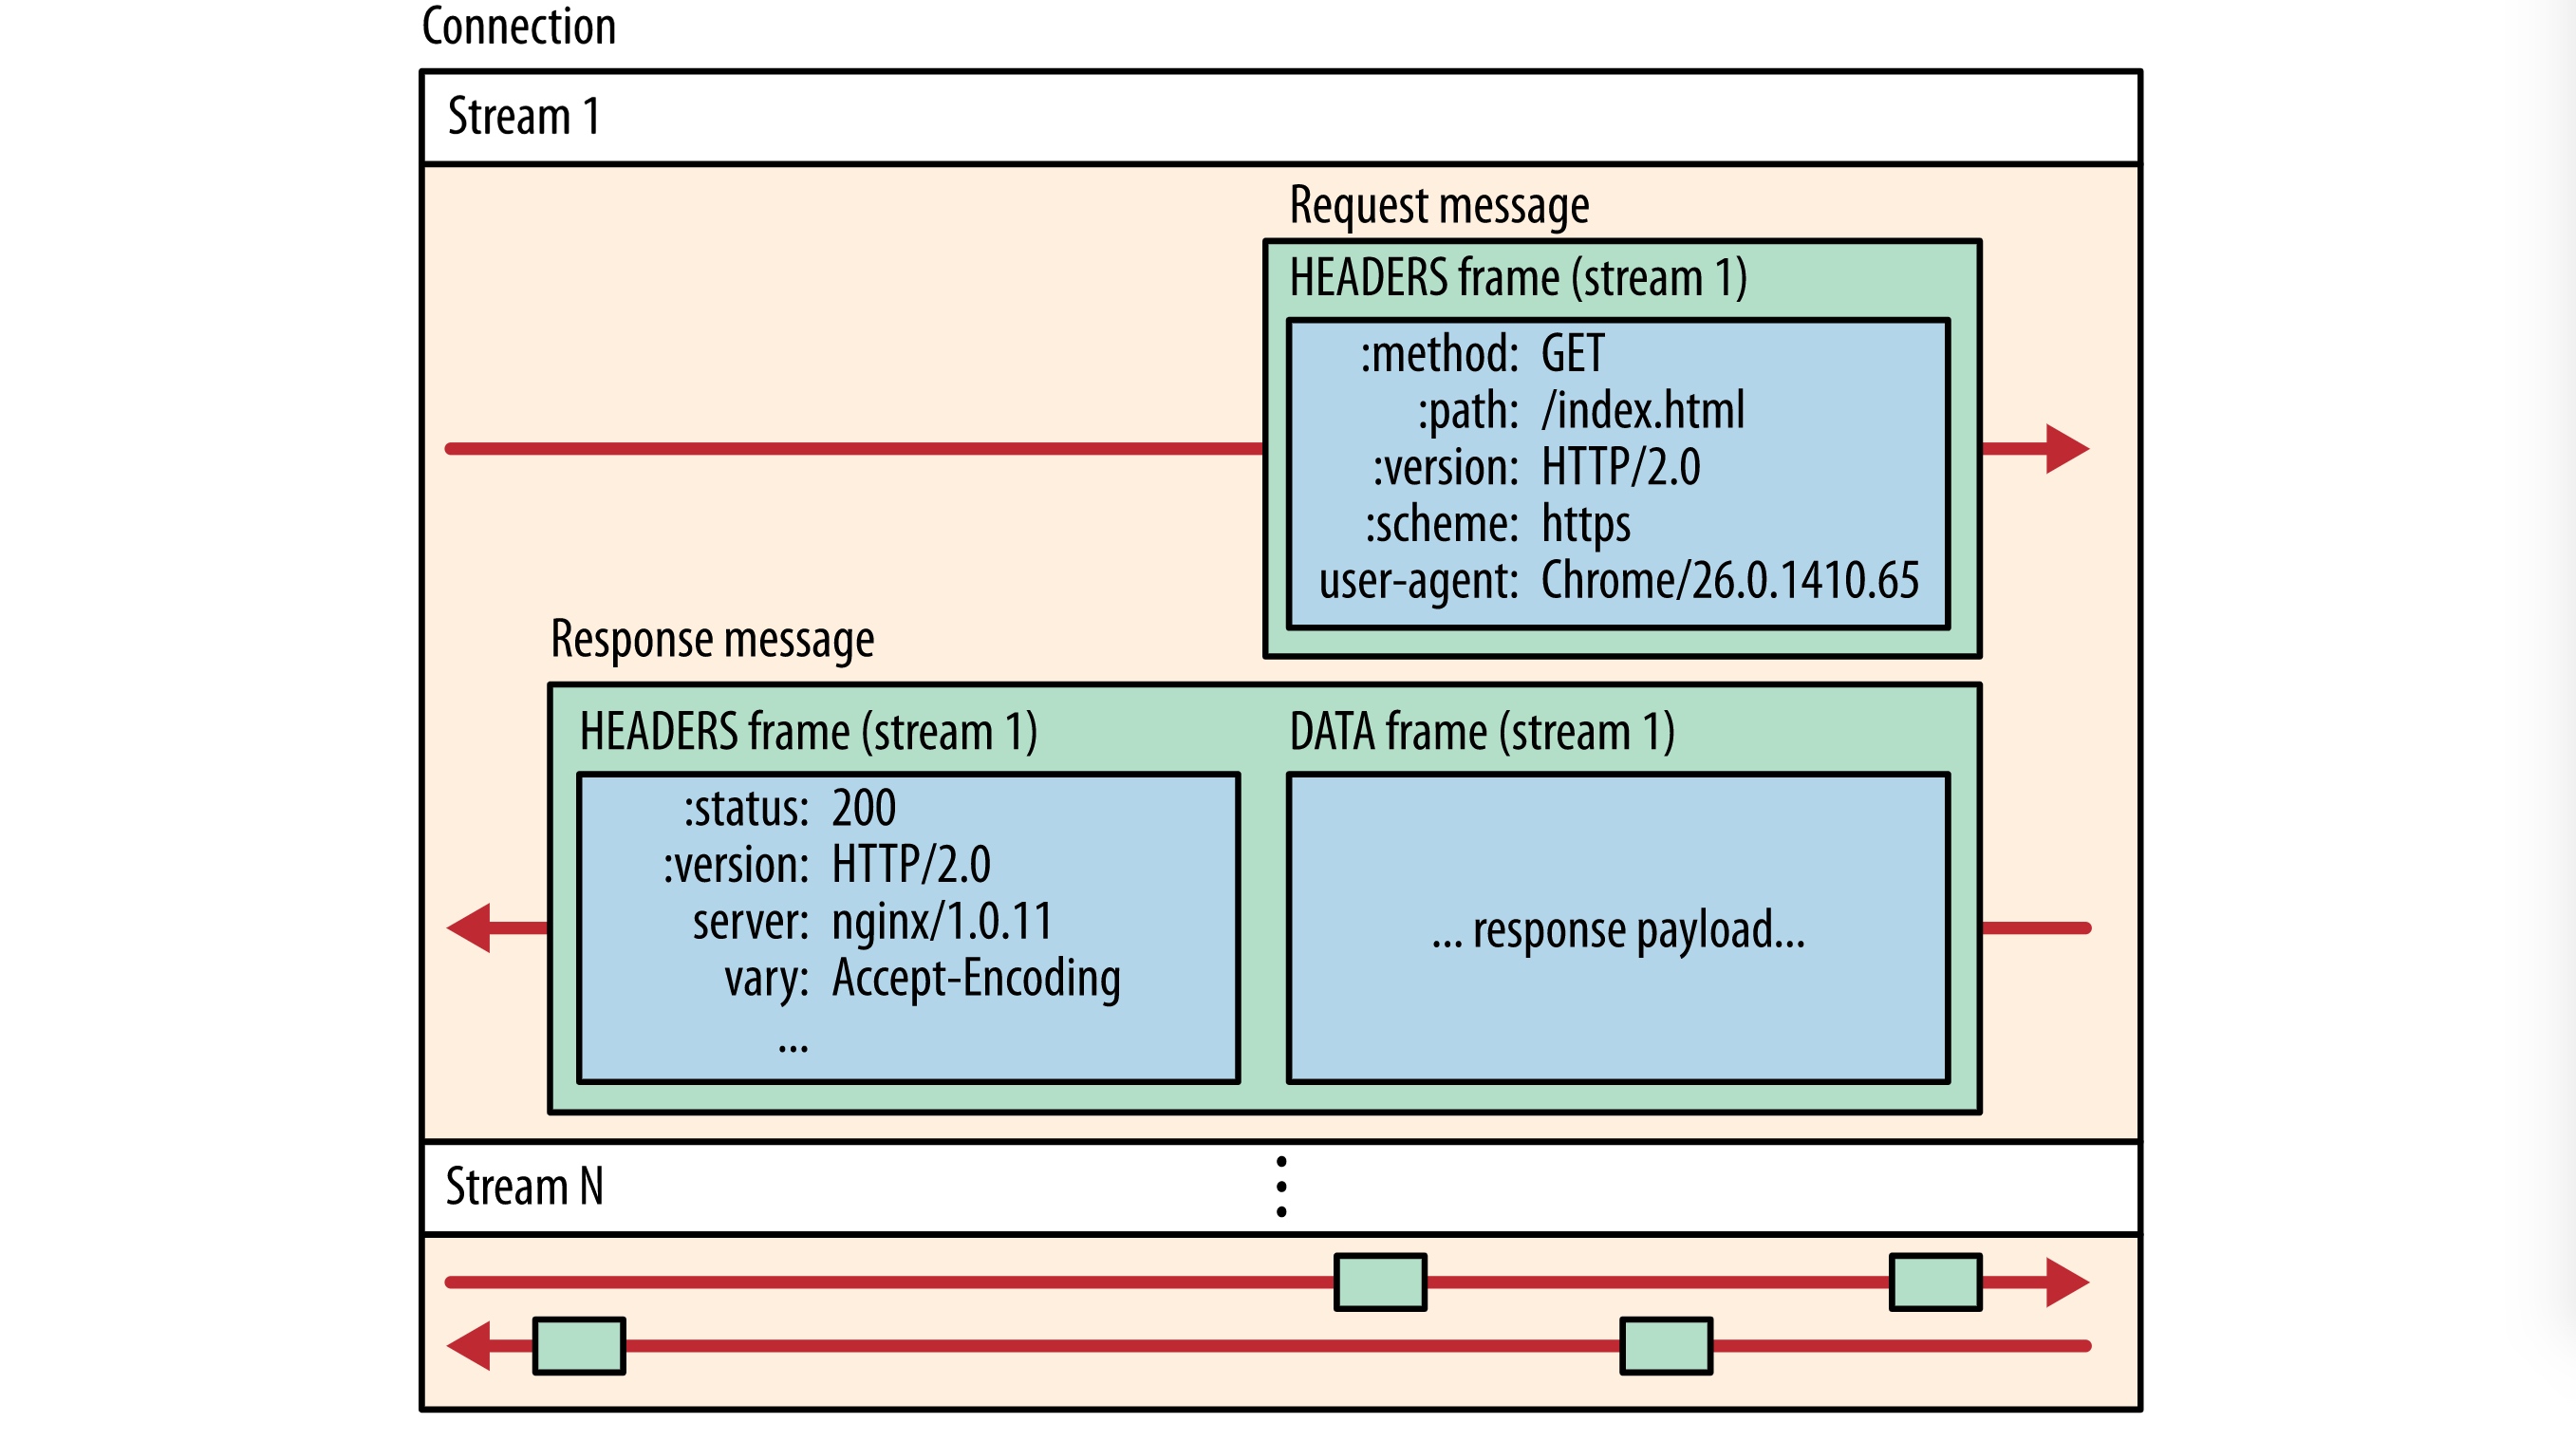 Connection
Stream 1
Request message
HEADERS frame (stream 1)
:method: GET
:path: /index.html
:version: HTTP/2.0
:scheme: https
user-agent: Chrome/26.0.1410.65
Response message
HEADERS frame (stream 1)
:status: 200
:version: HTTP/2.0
server: nginx/1.0.11
vary: Accept-Encoding
...
DATA frame (stream 1)
... response payload...
Stream N